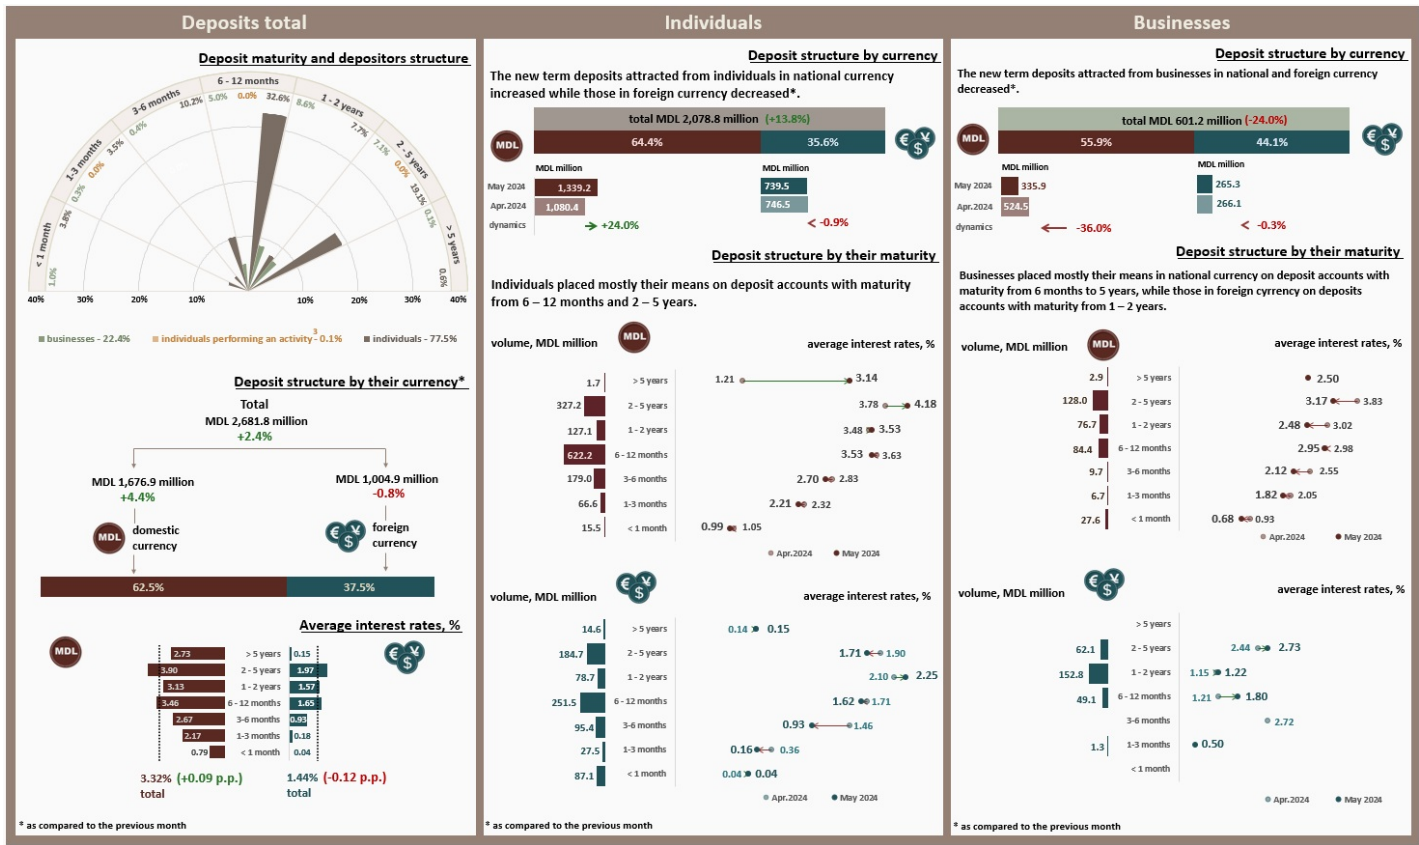 Deposits total
Deposit maturity and depositors structure
6 - 12 months
3-6 months
1 - 2 years
1-3 months
2 - 5 years
< 1 month
> 5 years
1.0%
3.8%
0.3%
0.0%
3.5%
0.4%
10.2%
5.0%
0.0%
32.6%
8.6%
7.7%
7.1%
0.0%
19.1%
0.1%
0.6%
40% 30% 20% 10% 10% 20% 30% 40%
businesses - 22.4% individuals performing an activity 3 - 0.1% individuals - 77.5%
Deposit structure by their currency*
Total
MDL 2,681.8 million
+2.4%
MDL 1,676.9 million MDL 1,004.9 million
+4.4% -0.8%
MDL domestic currency € ¥ $ foreign currency
62.5% 37.5%
Average interest rates, %
MDL € ¥ $
2.73 > 5 years 0.15
3.90 2 - 5 years 1.97
3.13 1 - 2 years 1.57
3.46 6 - 12 months 1.65
2.67 3-6 months 0.93
2.17 1-3 months 0.18
0.79 < 1 month 0.04
3.32% (+0.09 p.p.) 1.44% (-0.12 p.p.)
total total
* as compared to the previous month
Individuals
Deposit structure by currency
The new term deposits attracted from individuals in national currency
increased while those in foreign currency decreased*.
total MDL 2,078.8 million (+13.8%)
MDL 64.4% 35.6% € ¥ $
MDL million MDL million
May 2024 1,339.2 739.5
Apr.2024 1,080.4 746.5
dynamics +24.0% -0.9%
Deposit structure by their maturity
Individuals placed mostly their means on deposit accounts with maturity
from 6 – 12 months and 2 – 5 years.
volume, MDL million MDL average interest rates, %
1.7 > 5 years 1.21 3.14
327.2 2 - 5 years 3.78 4.18
127.1 1 - 2 years 3.48 3.53
622.2 6 - 12 months 3.53 3.63
179.0 3-6 months 2.70 2.83
66.6 1-3 months 2.21 2.32
15.5 < 1 month 0.99 1.05
Apr.2024 May 2024
volume, MDL million € ¥ $ average interest rates, %
14.6 > 5 years 0.14 0.15
184.7 2 - 5 years 1.71 1.90
78.7 1 - 2 years 2.10 2.25
251.5 6 - 12 months 1.62 1.71
95.4 3-6 months 0.93 1.46
27.5 1-3 months 0.16 0.36
87.1 < 1 month 0.04 0.04
Apr.2024 May 2024
* as compared to the previous month
Businesses
Deposit structure by currency
The new term deposits attracted from businesses in national and foreign currency
decreased*.
total MDL 601.2 million (-24.0%)
MDL 55.9% 44.1% € ¥ $
MDL million MDL million
May 2024 335.9 265.3
Apr.2024 524.5 266.1
dynamics -36.0% -0.3%
Deposit structure by their maturity
Businesses placed mostly their means in national currency on deposit accounts with
maturity from 6 months to 5 years, while those in foreign cyrrency on deposits
accounts with maturity from 1 – 2 years.
volume, MDL million MDL average interest rates, %
2.9 > 5 years 2.50
128.0 2 - 5 years 3.17 3.83
76.7 1 - 2 years 2.48 3.02
84.4 6 - 12 months 2.95 2.98
9.7 3-6 months 2.12 2.55
6.7 1-3 months 1.82 2.05
27.6 < 1 month 0.68 0.93
Apr.2024 May 2024
volume, MDL million € ¥ $ average interest rates, %
> 5 years
62.1 2 - 5 years 2.44 2.73
152.8 1 - 2 years 1.15 1.22
49.1 6 - 12 months 1.21 1.80
3-6 months 2.72
1.3 1-3 months 0.50
< 1 month
Apr.2024 May 2024
* as compared to the previous month